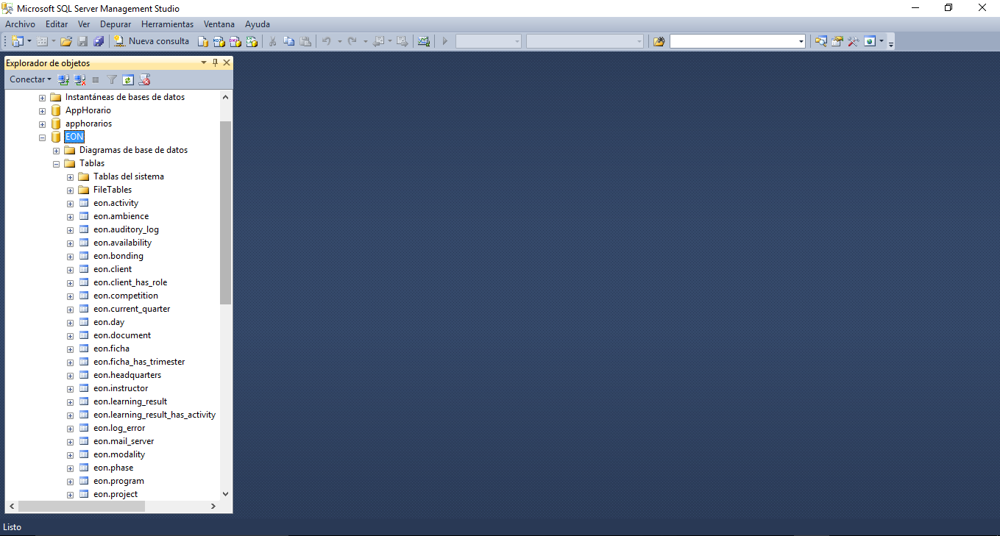 Microsoft SQL Server Management Studio
Archivo Editar Ver Depurar Herramientas Ventana Ayuda
Nueva consulta
Explorador de objetos
Conectar
Instantáneas de bases de datos
AppHorario
apphorarios
EON
Diagramas de base de datos
Tablas
Tablas del sistema
FileTables
eon.activity
eon.ambience
eon.auditory_log
eon.availability
eon.bonding
eon.client
eon.client_has_role
eon.competition
eon.current_quarter
eon.day
eon.document
eon.ficha
eon.ficha_has_trimester
eon.headquarters
eon.instructor
eon.learning_result
eon.learning_result_has_activity
eon.log_error
eon.mail_server
eon.modality
eon.phase
eon.program
eon.project
Listo